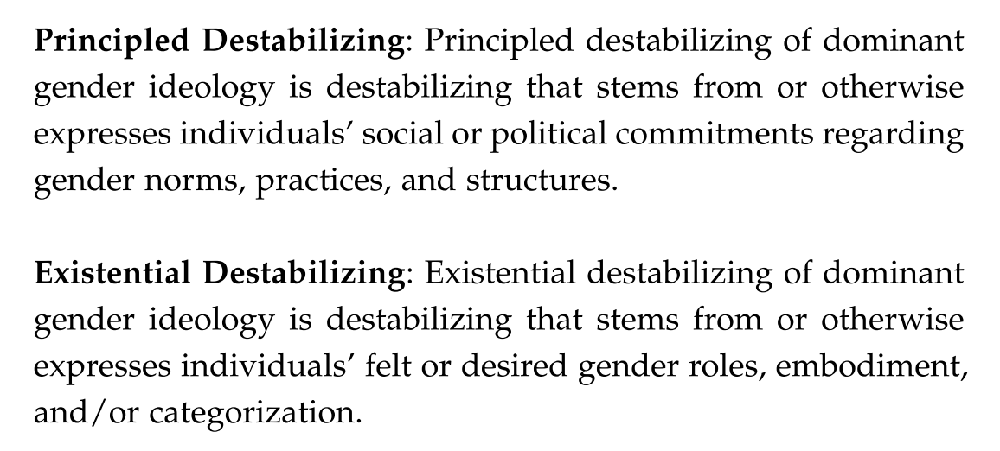 Principled Destabilizing: Principled destabilizing of dominant
gender ideology is destabilizing that stems from or otherwise
expresses individuals’ social or political commitments regarding
gender norms, practices, and structures.
Existential Destabilizing: Existential destabilizing of dominant
gender ideology is destabilizing that stems from or otherwise
expresses individuals’ felt or desired gender roles, embodiment,
and/or categorization.